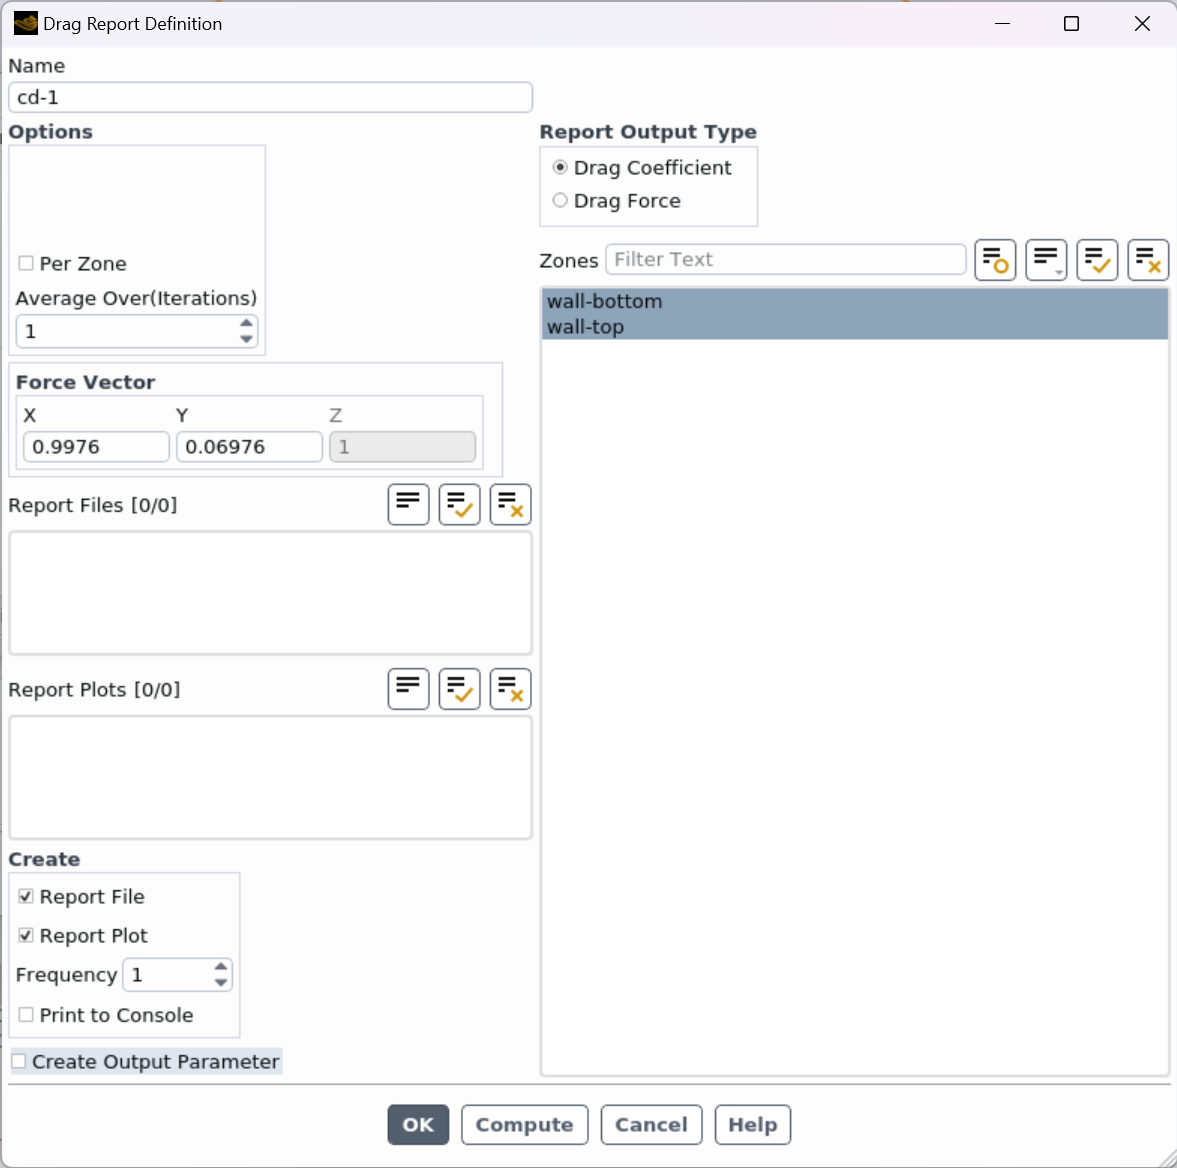 Drag Report Definition
Name
cd-1
Options
Per Zone
Average Over(Iterations)
1
Force Vector
X Y Z
0.9976 0.06976 1
Report Files [0/0]
Report Plots [0/0]
Create
Report File
Report Plot
Frequency 1
Print to Console
Create Output Parameter
Report Output Type
Drag Coefficient
Drag Force
Zones Filter Text
wall-bottom
wall-top
OK Compute Cancel Help